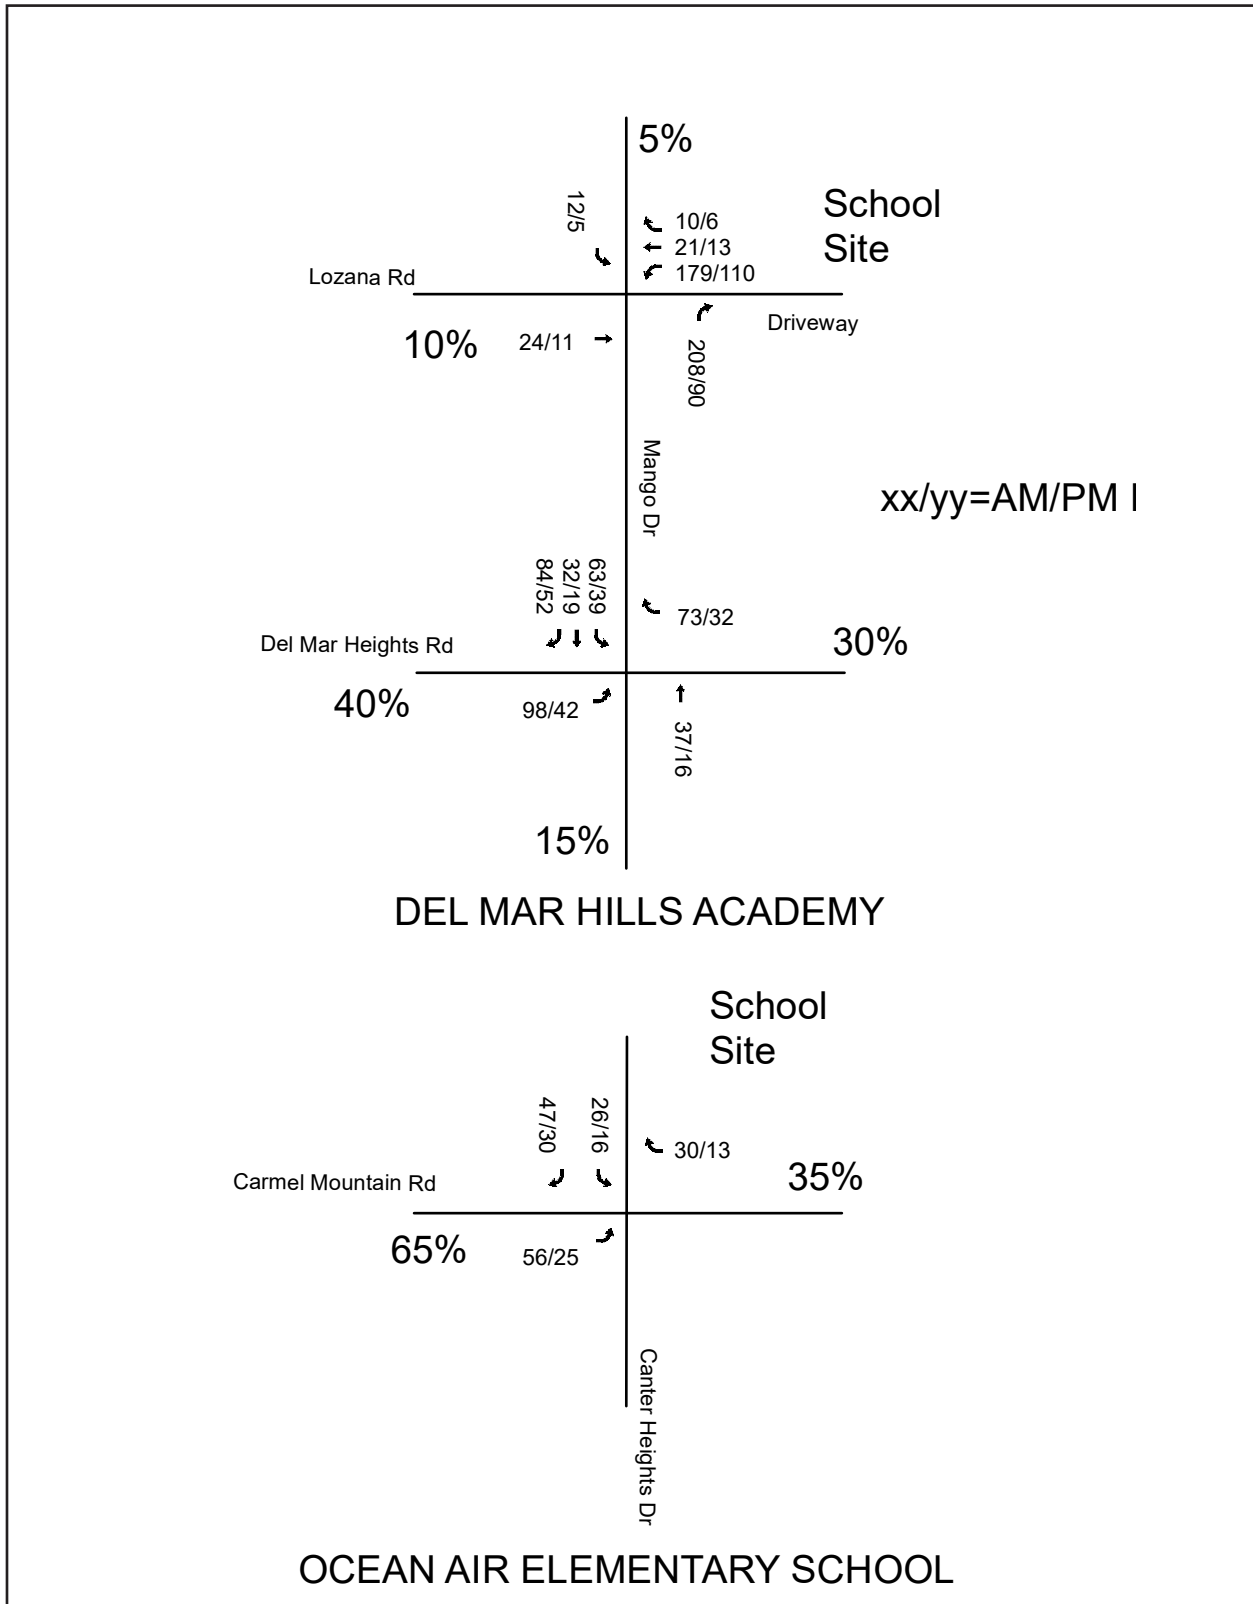 5%
12/5
10/6
21/13
179/110
School
Site
Lozana Rd
Driveway
10%
24/11
208/90
Mango Dr
xx/yy=AM/PM
84/52
32/19
63/39
73/32
Del Mar Heights Rd
30%
40%
98/42
37/16
15%
DEL MAR HILLS ACADEMY
School
Site
47/30
26/16
30/13
Carmel Mountain Rd
35%
65%
56/25
Canter Heights Dr
OCEAN AIR ELEMENTARY SCHOOL